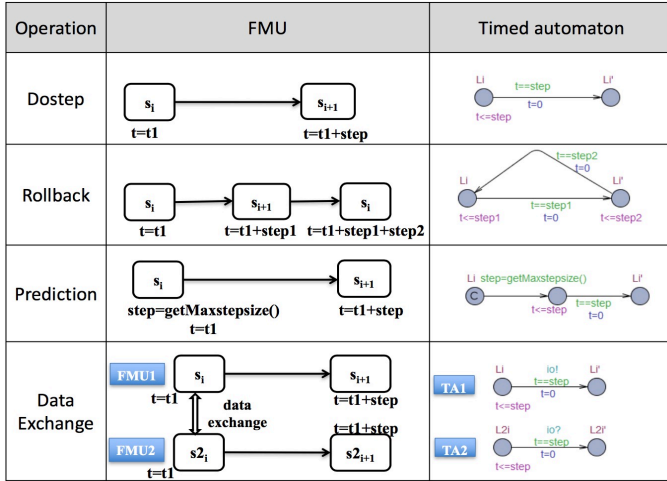 Operation FMU Timed automaton
Dostep
si si+1
t=t1 t=t1+step
Li Li'
t==step
t=0
t<=step
Rollback
si si+1 si
t=t1 t=t1+step1 t=t1+step1+step2
t==step2
t=0
Li Li'
t==step1
t<=step1 t=0 t<=step2
Prediction
si si+1
step=getMaxstepsize()
t=t1 t=t1+step
Li step=getMaxstepsize() Li'
C t==step
t<=step t=0
Data
Exchange
FMU1 si si+1
t=t1 t=t1+step
data
exchange
t=t1+step
FMU2 s2i s2i+1
t=t1
TA1 Li io! Li'
t==step
t<=step t=0
TA2 L2i io? L2i'
t==step
t=0
t<=step